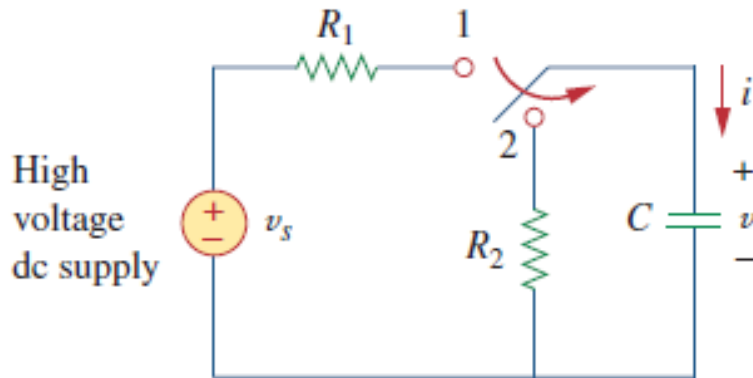 R₁
1
i
2
High
voltage
dc supply
+
−
vₛ
R₂
C
+
v
−